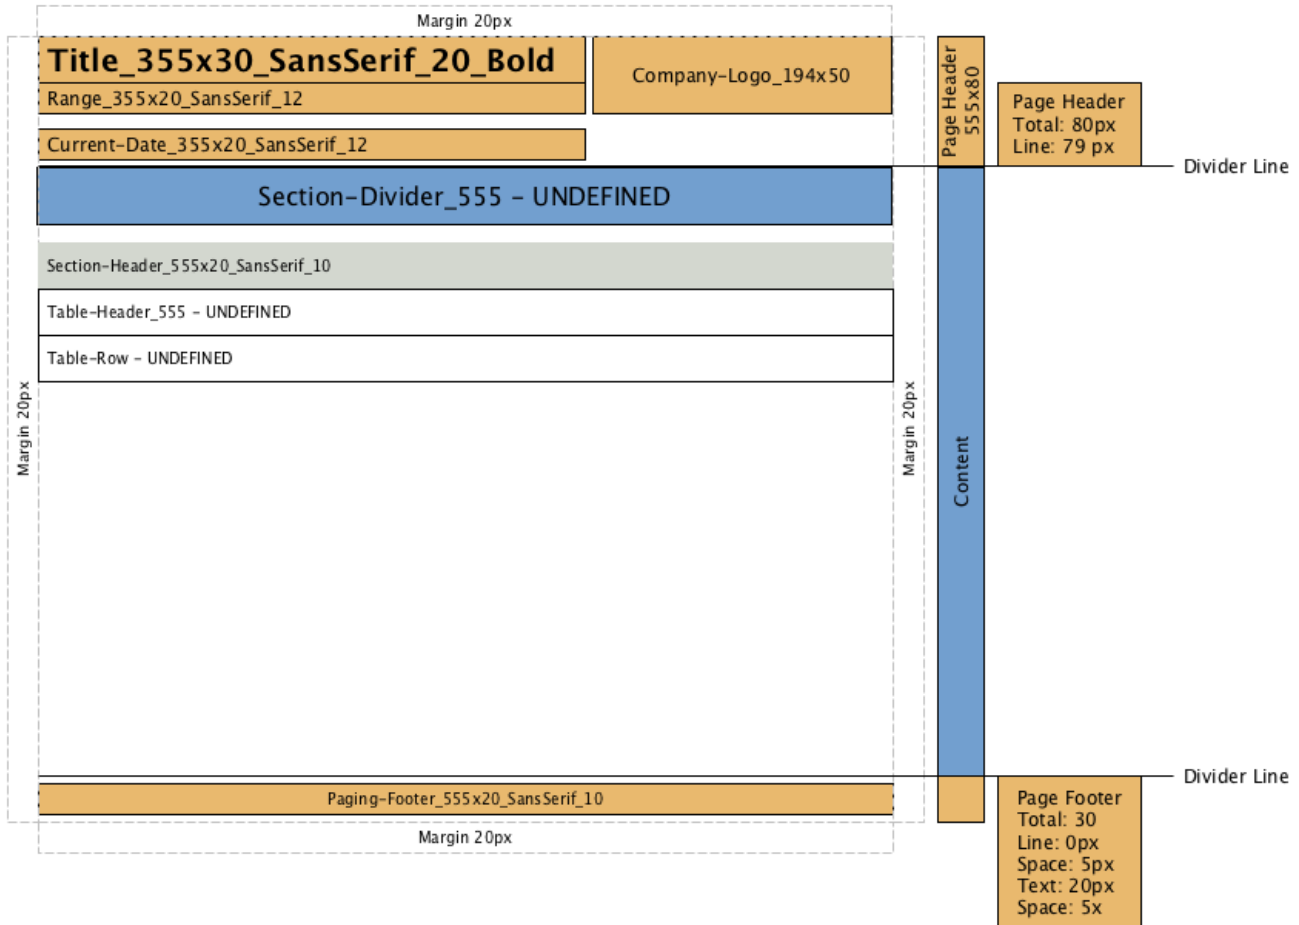 Margin 20px
Title_355x30_SansSerif_20_Bold
Range_355x20_SansSerif_12
Company-Logo_194x50
Current-Date_355x20_SansSerif_12
Page Header
555x80
Page Header
Total: 80px
Line: 79 px
Divider Line
Section-Divider_555 - UNDEFINED
Section-Header_555x20_SansSerif_10
Table-Header_555 - UNDEFINED
Table-Row - UNDEFINED
Margin 20px
Margin 20px
Content
Divider Line
Paging-Footer_555x20_SansSerif_10
Margin 20px
Page Footer
Total: 30
Line: 0px
Space: 5px
Text: 20px
Space: 5x